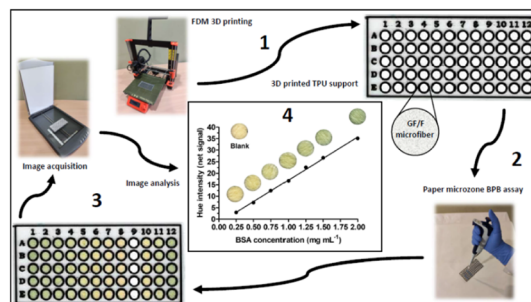 FDM 3D printing
1
3D printed TPU support
1 2 3 4 5 6 7 8 9 10 11 12
A
B
C
D
E
GF/F
microfiber
2
Paper microzone BPB assay
Image acquisition
Image analysis
3
1 2 3 4 5 6 7 8 9 10 11 12
A
B
C
D
E
4
Blank
Hue intensity (net signal)
40
30
20
10
0
0.00 0.25 0.50 0.75 1.00 1.25 1.50 1.75 2.00
BSA concentration (mg mL⁻¹)